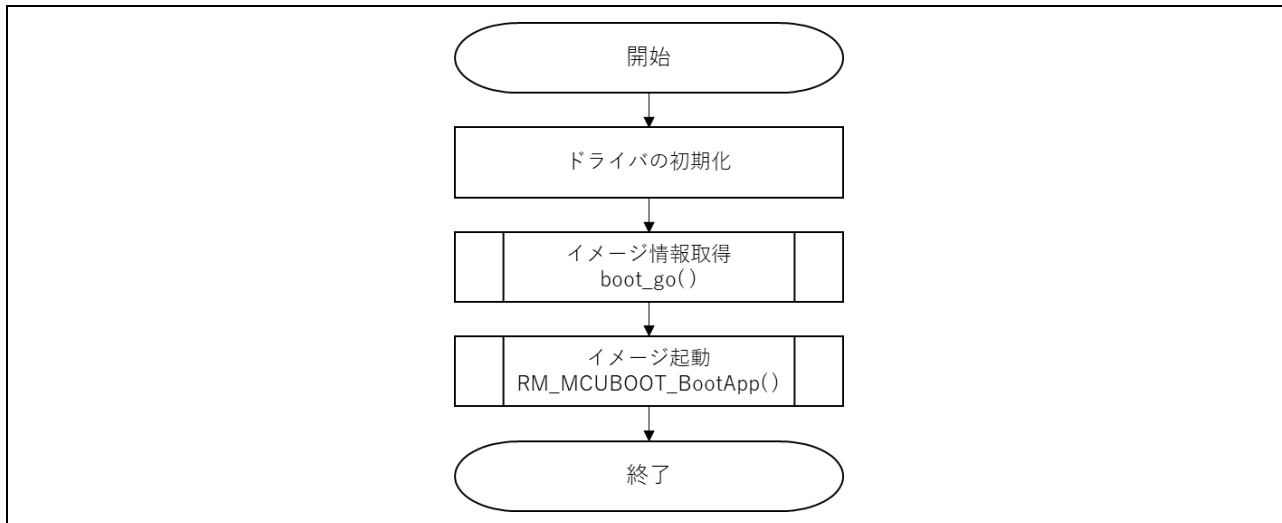 開始
ドライバの初期化
イメージ情報取得
boot_go()
イメージ起動
RM_MCUBOOT_BootApp()
終了